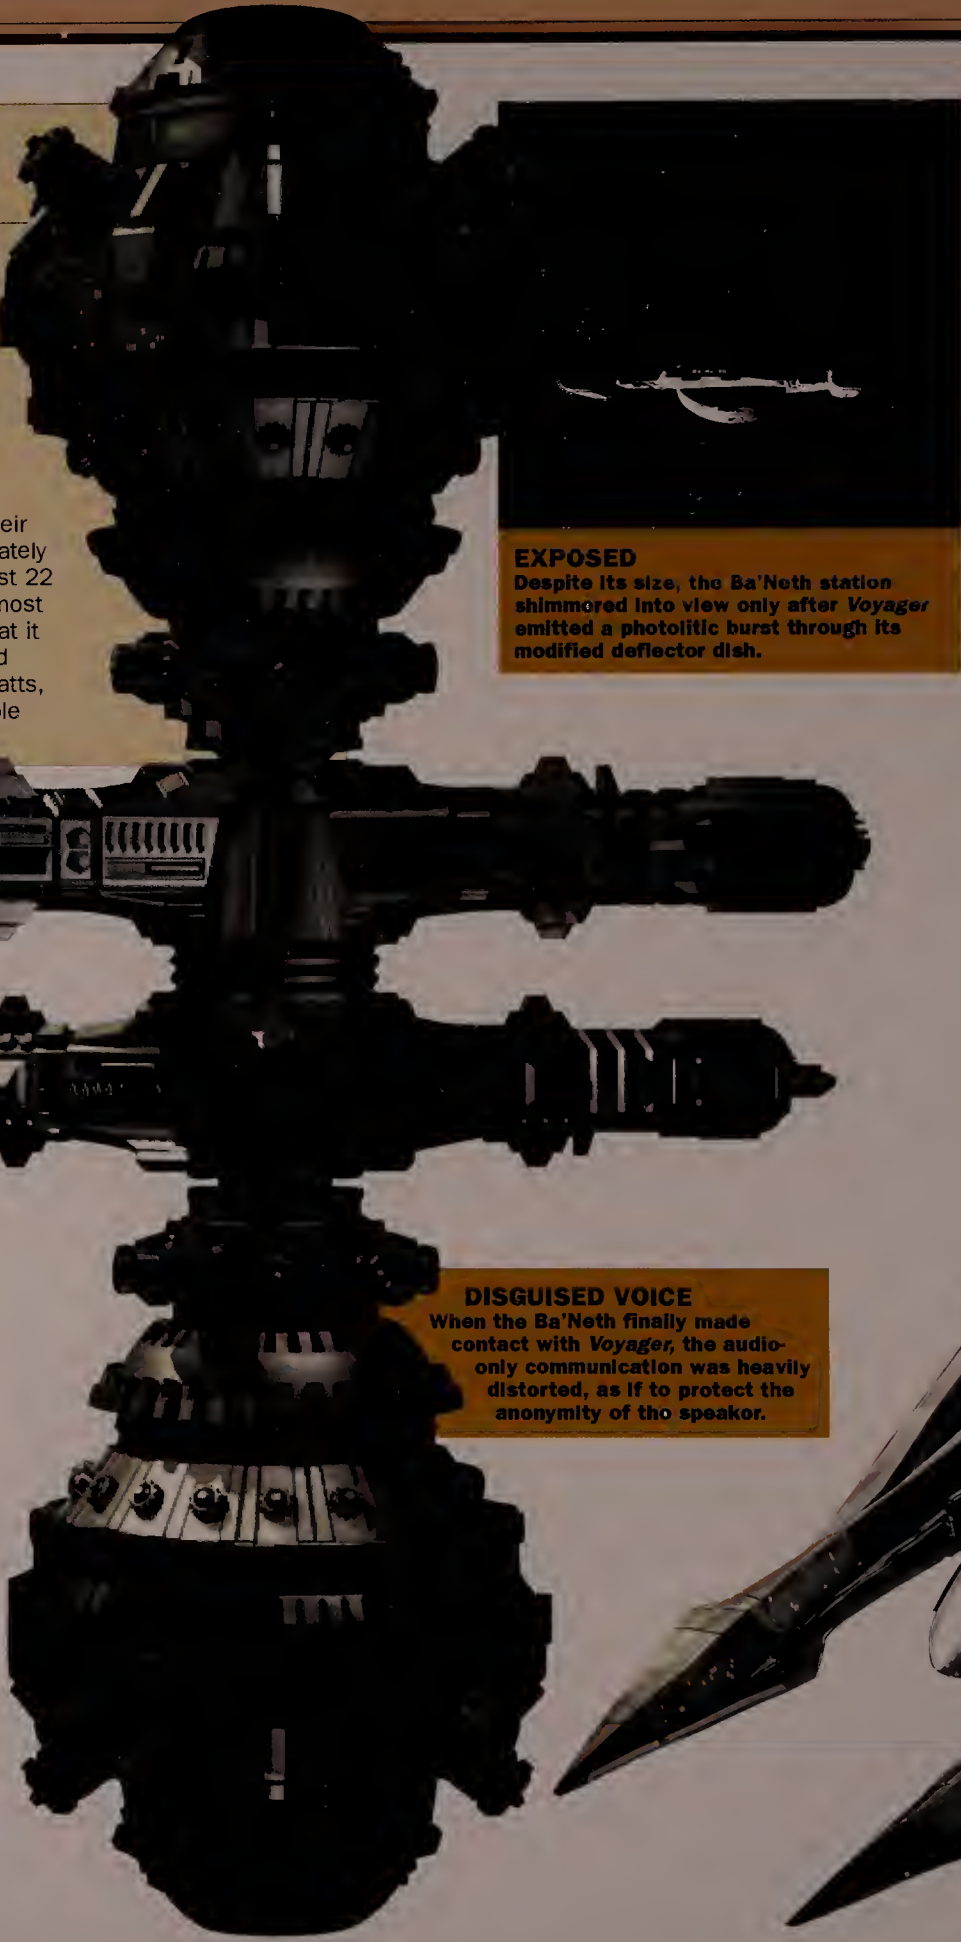 eir
ately
st 22
nost
at it
d
atts,
le
EXPOSED
Despite its size, the Ba'Neth station
shimmered into view only after Voyager
emitted a photolitic burst through its
modified deflector dish.
DISGUISED VOICE
When the Ba'Neth finally made
contact with Voyager, the audio-
only communication was heavily
distorted, as if to protect the
anonymity of the speakor.